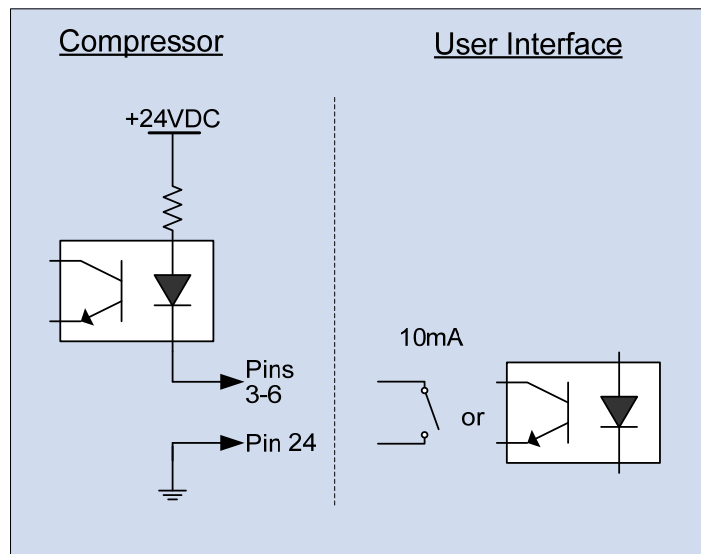 Compressor
User Interface
+24VDC
10mA
Pins
3-6
or
Pin 24